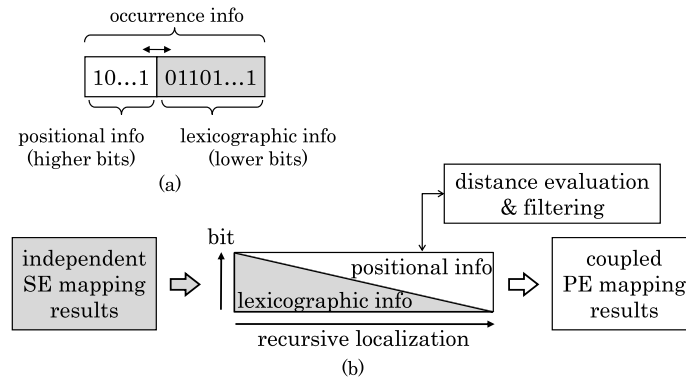 occurrence info
10...1 01101...1
positional info
(higher bits)
lexicographic info
(lower bits)
(a)
distance evaluation
& filtering
independent
SE mapping
results
bit
positional info
lexicographic info
recursive localization
coupled
PE mapping
results
(b)